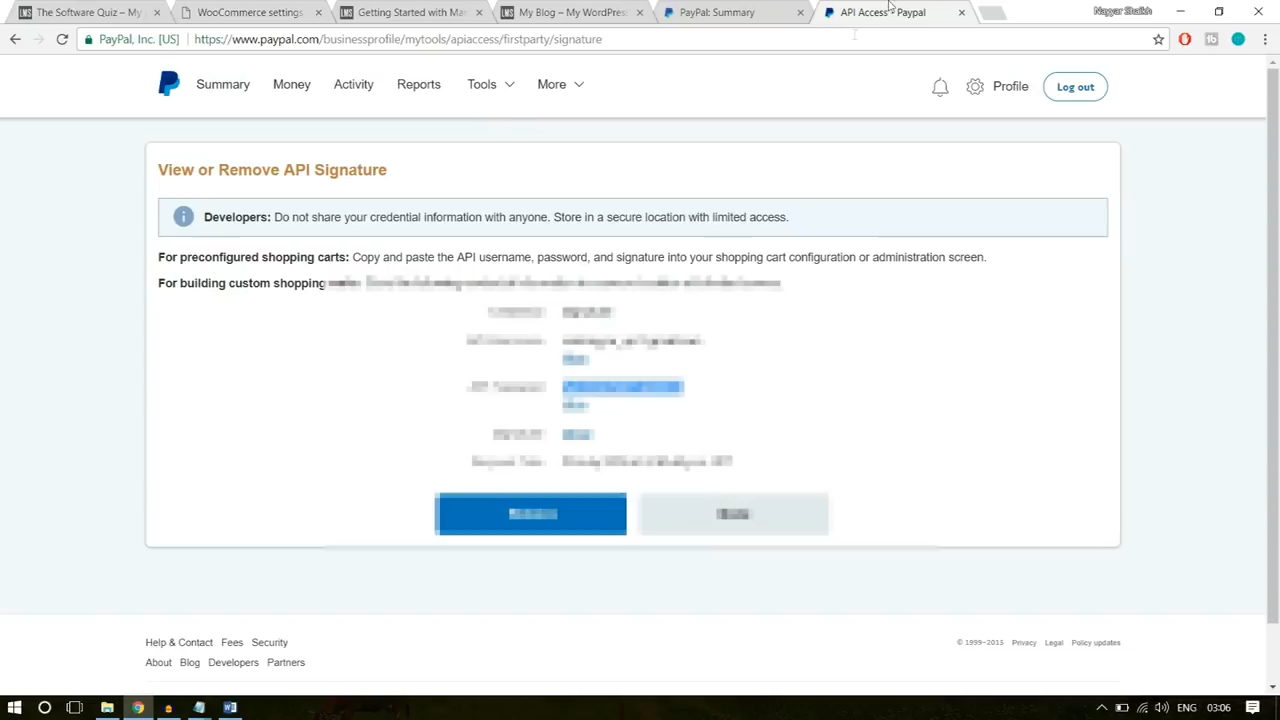 The Software Quiz – My
WooCommerce settings
Getting Started with Ma
My Blog – My WordPres
PayPal: Summary
API Access - Paypal
Nayyar Shaikh
PayPal, Inc. [US]
https://www.paypal.com/businessprofile/mytools/apiaccess/firstparty/signature
Summary
Money
Activity
Reports
Tools
More
Profile
Log out
View or Remove API Signature
Developers: Do not share your credential information with anyone. Store in a secure location with limited access.
For preconfigured shopping carts: Copy and paste the API username, password, and signature into your shopping cart configuration or administration screen.
For building custom shopping
Help & Contact Fees Security
© 1999–2015 Privacy Legal Policy updates
About Blog Developers Partners
ENG 03:06